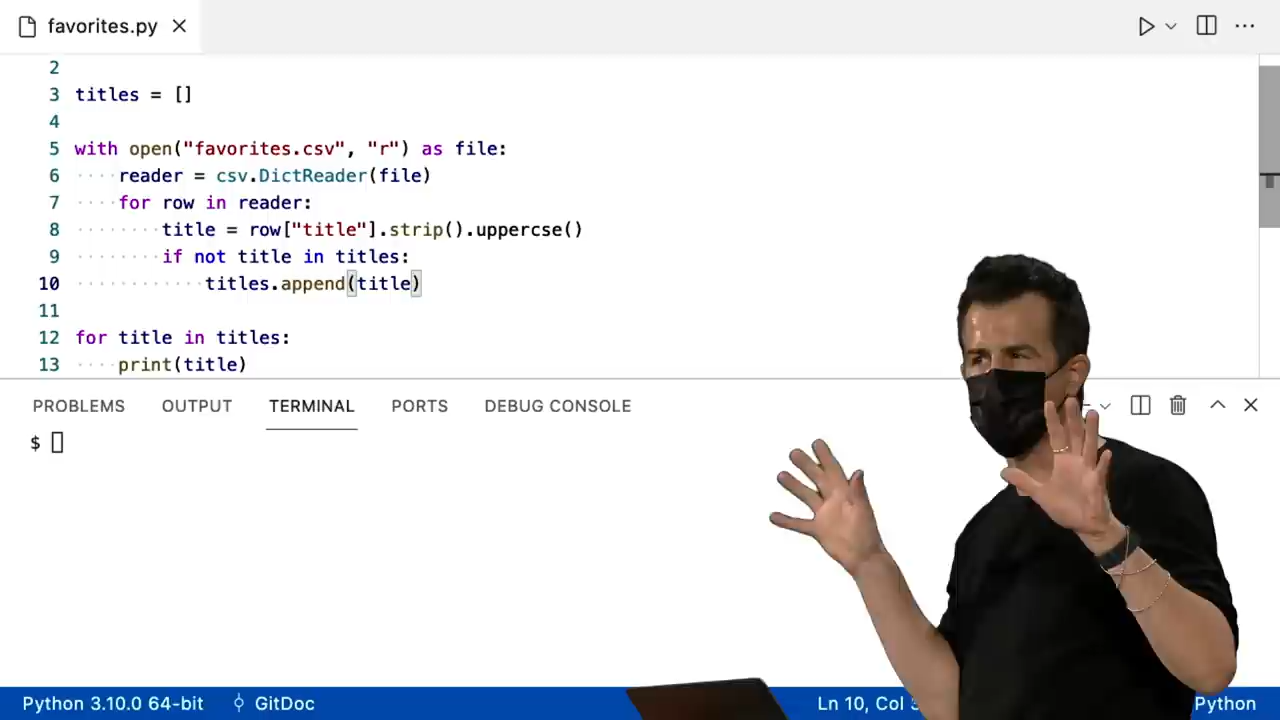 favorites.py
2
3 titles = []
4
5 with open("favorites.csv", "r") as file:
6 reader = csv.DictReader(file)
7 for row in reader:
8 title = row["title"].strip().uppercse()
9 if not title in titles:
10 titles.append(title)
11
12 for title in titles:
13 print(title)
PROBLEMS OUTPUT TERMINAL PORTS DEBUG CONSOLE
$
Python 3.10.0 64-bit GitDoc Ln 10, Col Python